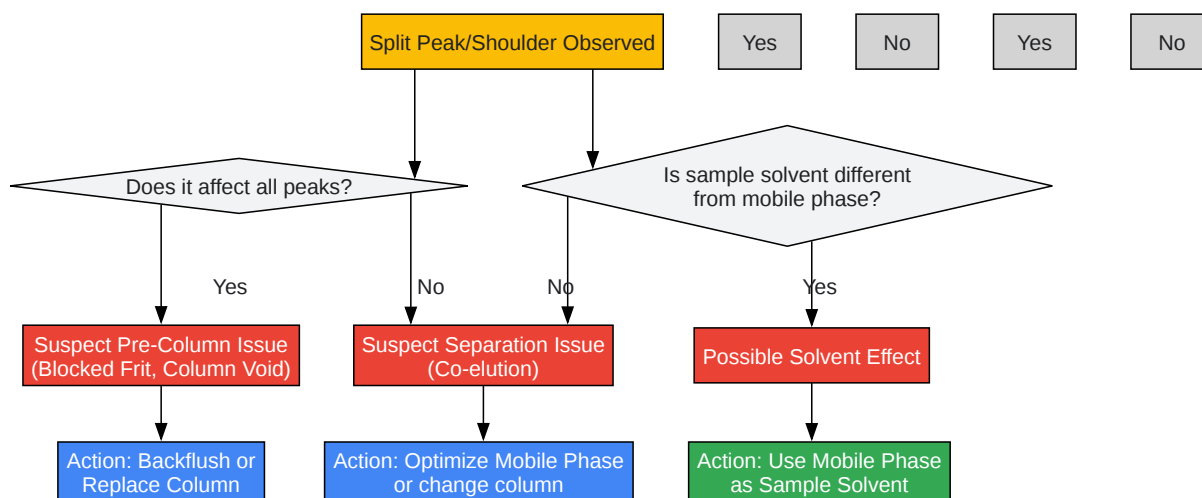 Split Peak/Shoulder Observed
Yes
No
Yes
No
Does it affect all peaks?
Is sample solvent different
from mobile phase?
Yes
No
No
Yes
Suspect Pre-Column Issue
(Blocked Frit, Column Void)
Suspect Separation Issue
(Co-elution)
Possible Solvent Effect
Action: Backflush or
Replace Column
Action: Optimize Mobile Phase
or change column
Action: Use Mobile Phase
as Sample Solvent